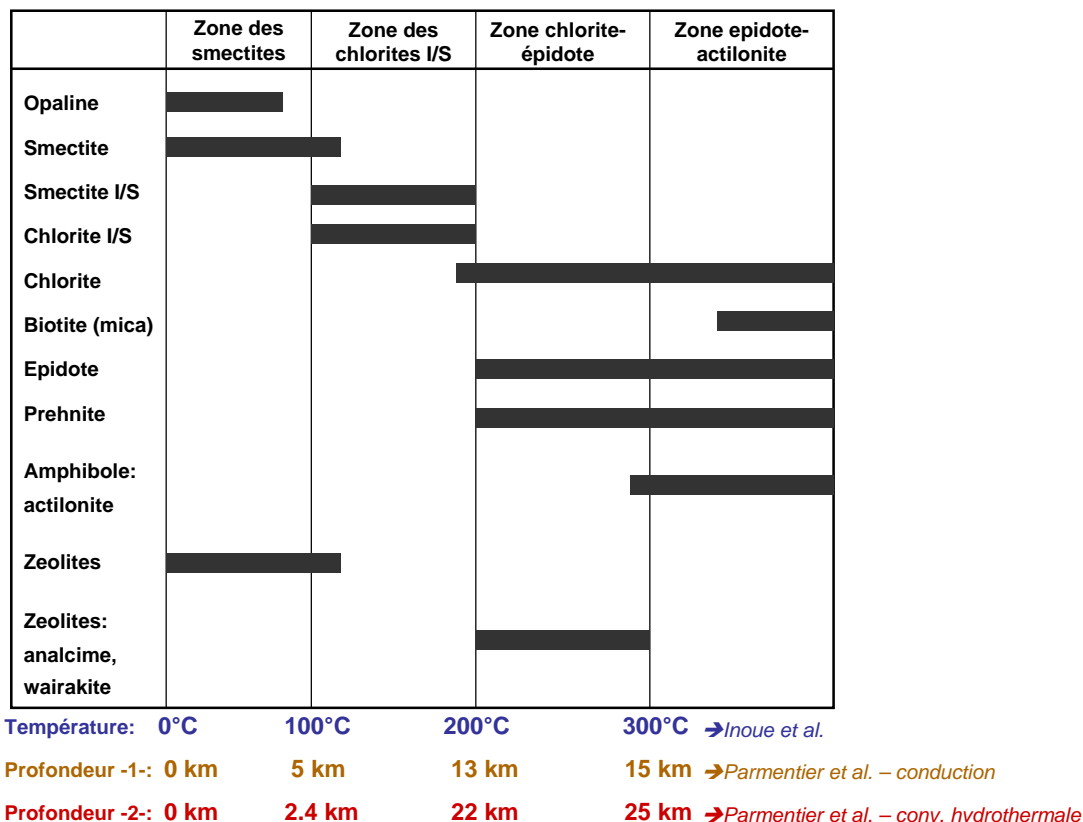 Zone des smectites
Zone des chlorites I/S
Zone chlorite-épidote
Zone epidote-actilonite
Opaline
Smectite
Smectite I/S
Chlorite I/S
Chlorite
Biotite (mica)
Epidote
Prehnite
Amphibole:
actilonite
Zeolites
Zeolites:
analcime,
wairakite
Température: 0°C 100°C 200°C 300°C ➔Inoue et al.
Profondeur -1-: 0 km 5 km 13 km 15 km ➔Parmentier et al. – conduction
Profondeur -2-: 0 km 2.4 km 22 km 25 km ➔Parmentier et al. – conv. hydrothermale